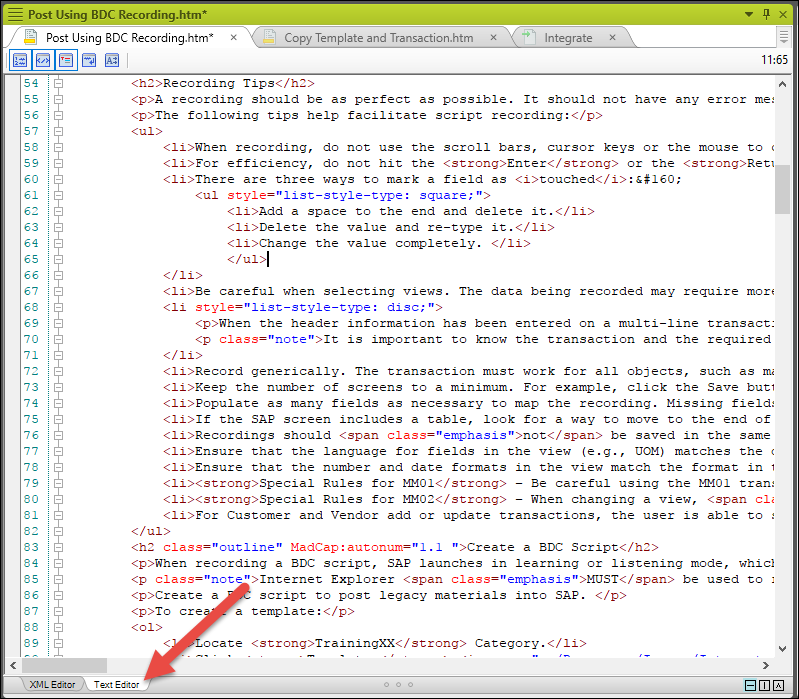 Post Using BDC Recording.htm*
Post Using BDC Recording.htm* Copy Template and Transaction.htm Integrate
11:65
54 <h2>Recording Tips</h2>
55 <p>A recording should be as perfect as possible. It should not have any error
56 <p>The following tips help facilitate script recording:</p>
57 <ul>
58 <li>When recording, do not use the scroll bars, cursor keys or the mouse to
59 <li>For efficiency, do not hit the <strong>Enter</strong> or the <strong>Retu
60 <li>There are three ways to mark a field as <i>touched</i>:&#160;
61 <ul style="list-style-type: square;">
62 <li>Add a space to the end and delete it.</li>
63 <li>Delete the value and re-type it.</li>
64 <li>Change the value completely. </li>
65 </ul>
66 </li>
67 <li>Be careful when selecting views. The data being recorded may require more
68 <li style="list-style-type: disc;">
69 <p>When the header information has been entered on a multi-line transacti
70 <p class="note">It is important to know the transaction and the required
71 </li>
72 <li>Record generically. The transaction must work for all objects, such as ma
73 <li>Keep the number of screens to a minimum. For example, click the Save butt
74 <li>Populate as many fields as necessary to map the recording. Missing fields
75 <li>If the SAP screen includes a table, look for a way to move to the end of
76 <li>Recordings should <span class="emphasis">not</span> be saved in the same
77 <li>Ensure that the language for fields in the view (e.g., UOM) matches the
78 <li>Ensure that the number and date formats in the view match the format in t
79 <li><strong>Special Rules for MM01</strong> – Be careful using the MM01 trans
80 <li><strong>Special Rules for MM02</strong> – When changing a view, <span cla
81 <li>For Customer and Vendor add or update transactions, the user is able to
82 </ul>
83 <h2 class="outline" MadCap:autonum="1.1 ">Create a BDC Script</h2>
84 <p>When recording a BDC script, SAP launches in learning or listening mode, whic
85 <p class="note">Internet Explorer <span class="emphasis">MUST</span> be used to
86 <p>Create a BDC script to post legacy materials into SAP. </p>
87 <p>To create a template:</p>
88 <ol>
89 <li>Locate <strong>TrainingXX</strong> Category.</li>
XML Editor Text Editor